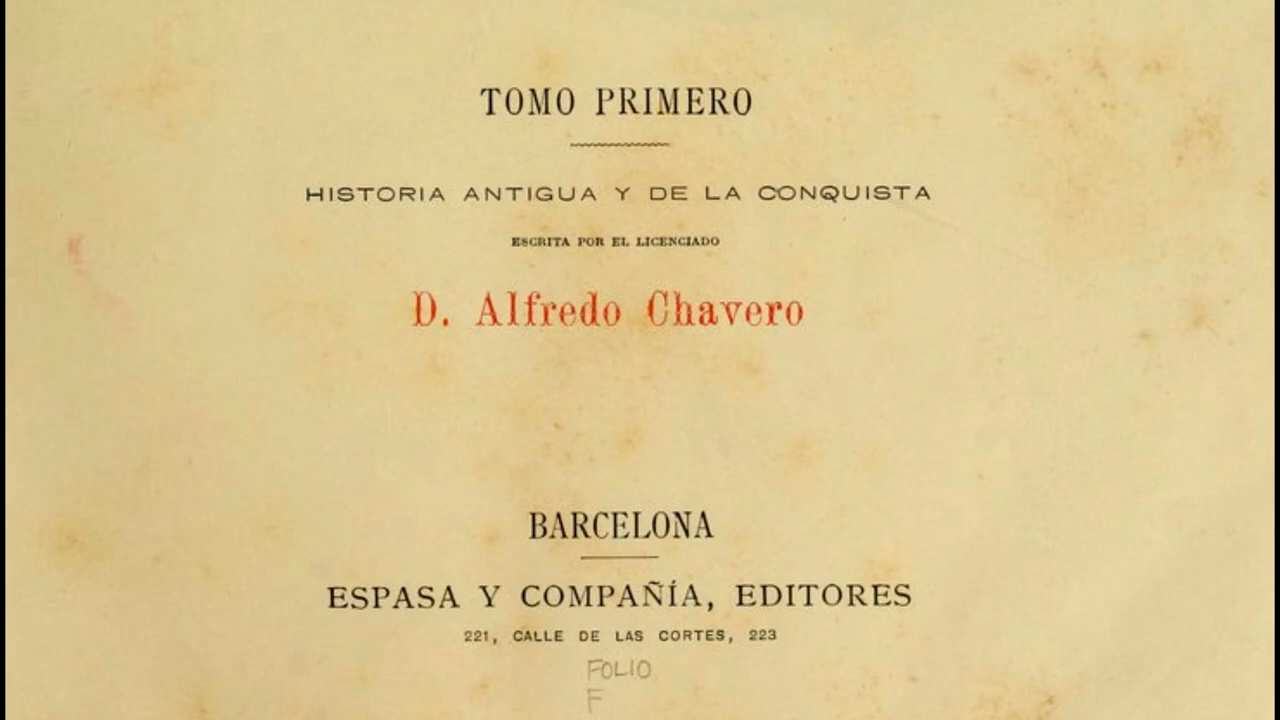 TOMO PRIMERO
HISTORIA ANTIGUA Y DE LA CONQUISTA
ESCRITA POR EL LICENCIADO
D. Alfredo Chavero
BARCELONA
ESPASA Y COMPAÑÍA, EDITORES
221, CALLE DE LAS CORTES, 223
FOLIO
F